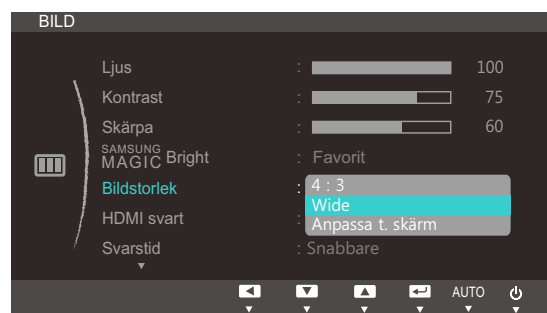 BILD
Ljus : 100
Kontrast : 75
Skärpa : 60
SAMSUNG MAGIC Bright : Favorit
Bildstorlek : 4 : 3
Wide
HDMI svart : Anpassa t. skärm
Svarstid : Snabbare
AUTO